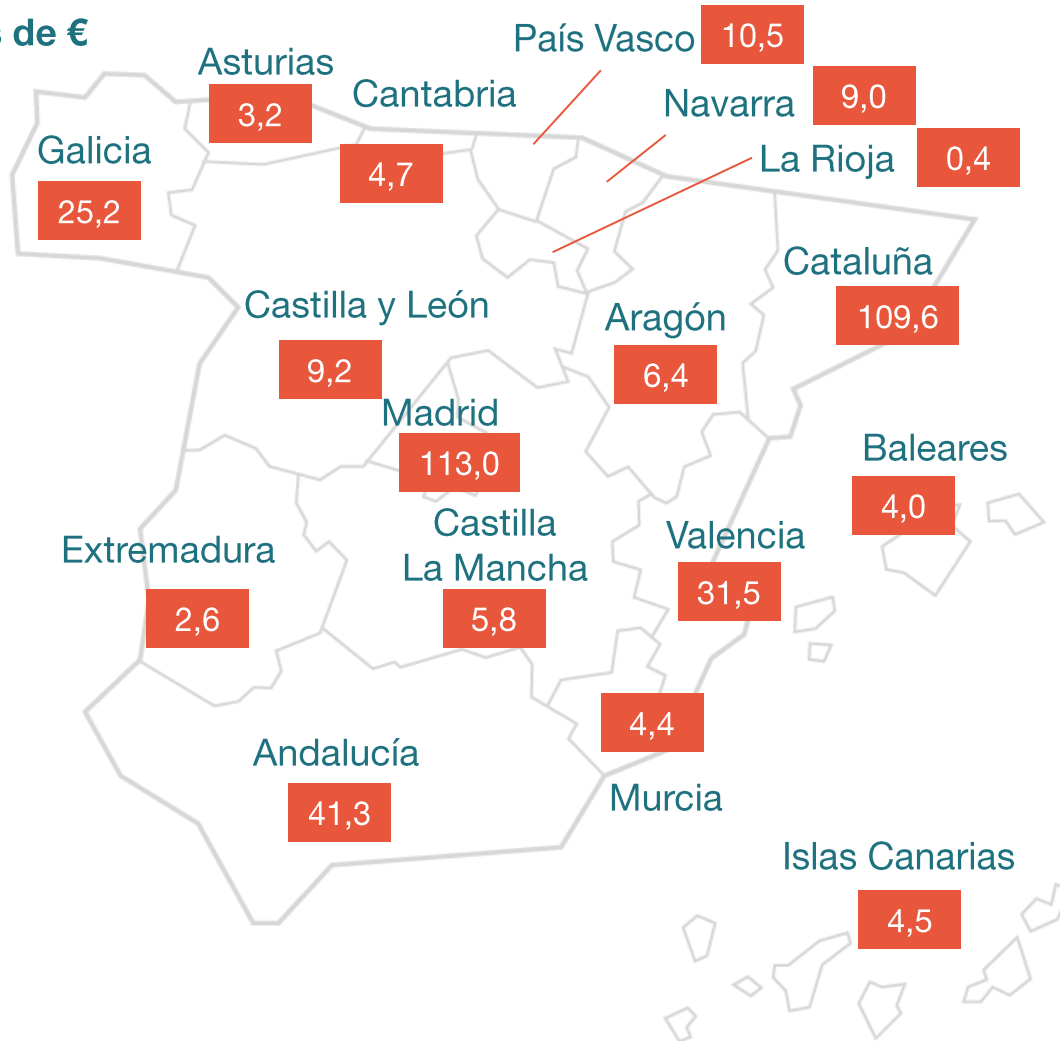 s de €
País Vasco
10,5
Asturias
3,2
Cantabria
4,7
Navarra
9,0
La Rioja
0,4
Galicia
25,2
Cataluña
109,6
Castilla y León
9,2
Aragón
6,4
Madrid
113,0
Baleares
4,0
Castilla
La Mancha
5,8
Valencia
31,5
Extremadura
2,6
4,4
Murcia
Andalucía
41,3
Islas Canarias
4,5